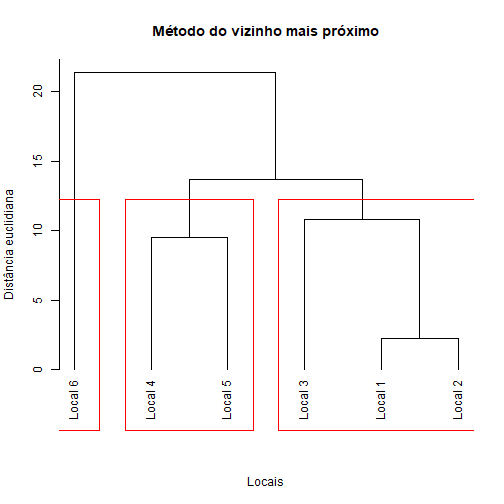 Método do vizinho mais próximo
Distância euclidiana
20
15
10
5
0
Local 6
Local 4
Local 5
Local 3
Local 1
Local 2
Locais